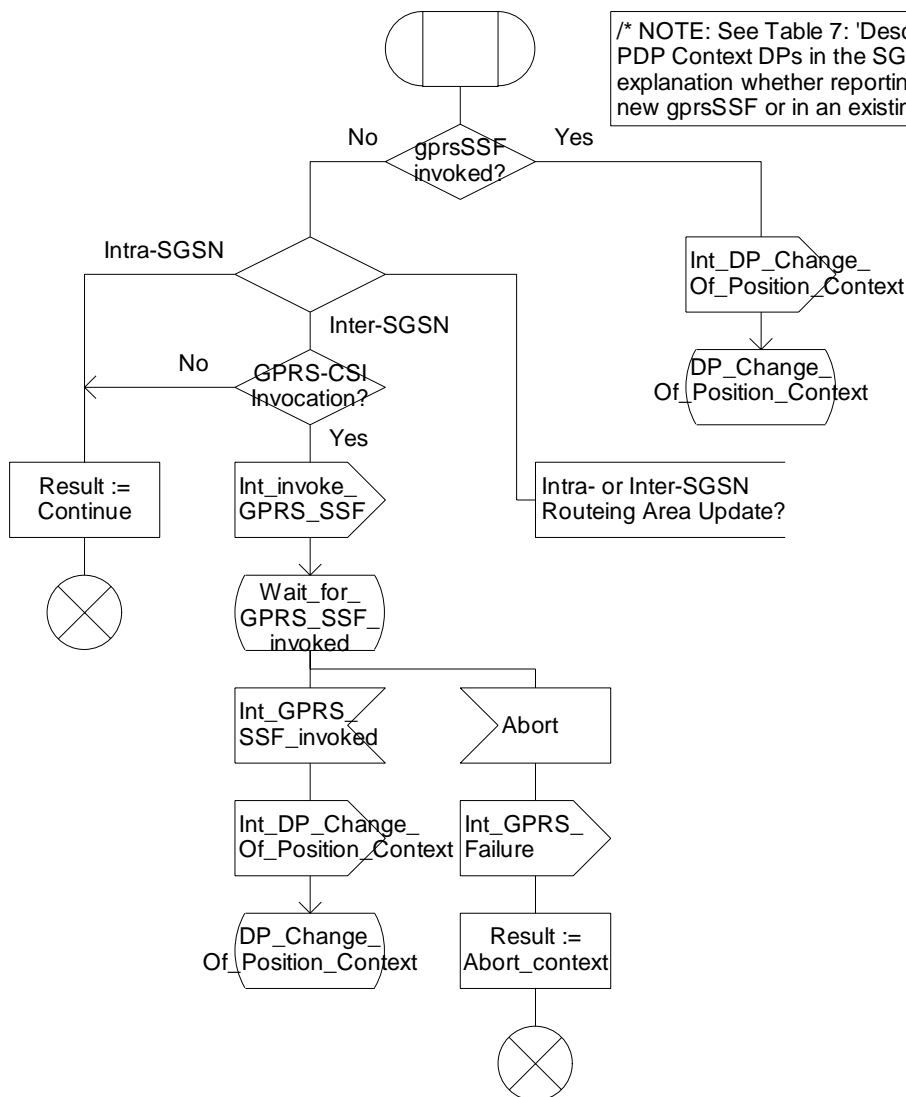 /* NOTE: See Table 7: 'Desc
PDP Context DPs in the SG
explanation whether reportin
new gprsSSF or in an existin
No
gprsSSF
invoked?
Yes
Intra-SGSN
Inter-SGSN
Int_DP_Change_
Of_Position_Context
No
GPRS-CSI
Invocation?
DP_Change_
Of_Position_Context
Yes
Result :=
Continue
Int_invoke_
GPRS_SSF
Intra- or Inter-SGSN
Routeing Area Update?
Wait_for_
GPRS_SSF_
invoked
Int_GPRS_
SSF_invoked
Abort
Int_DP_Change_
Of_Position_Context
Int_GPRS_
Failure
DP_Change_
Of_Position_Context
Result :=
Abort_context